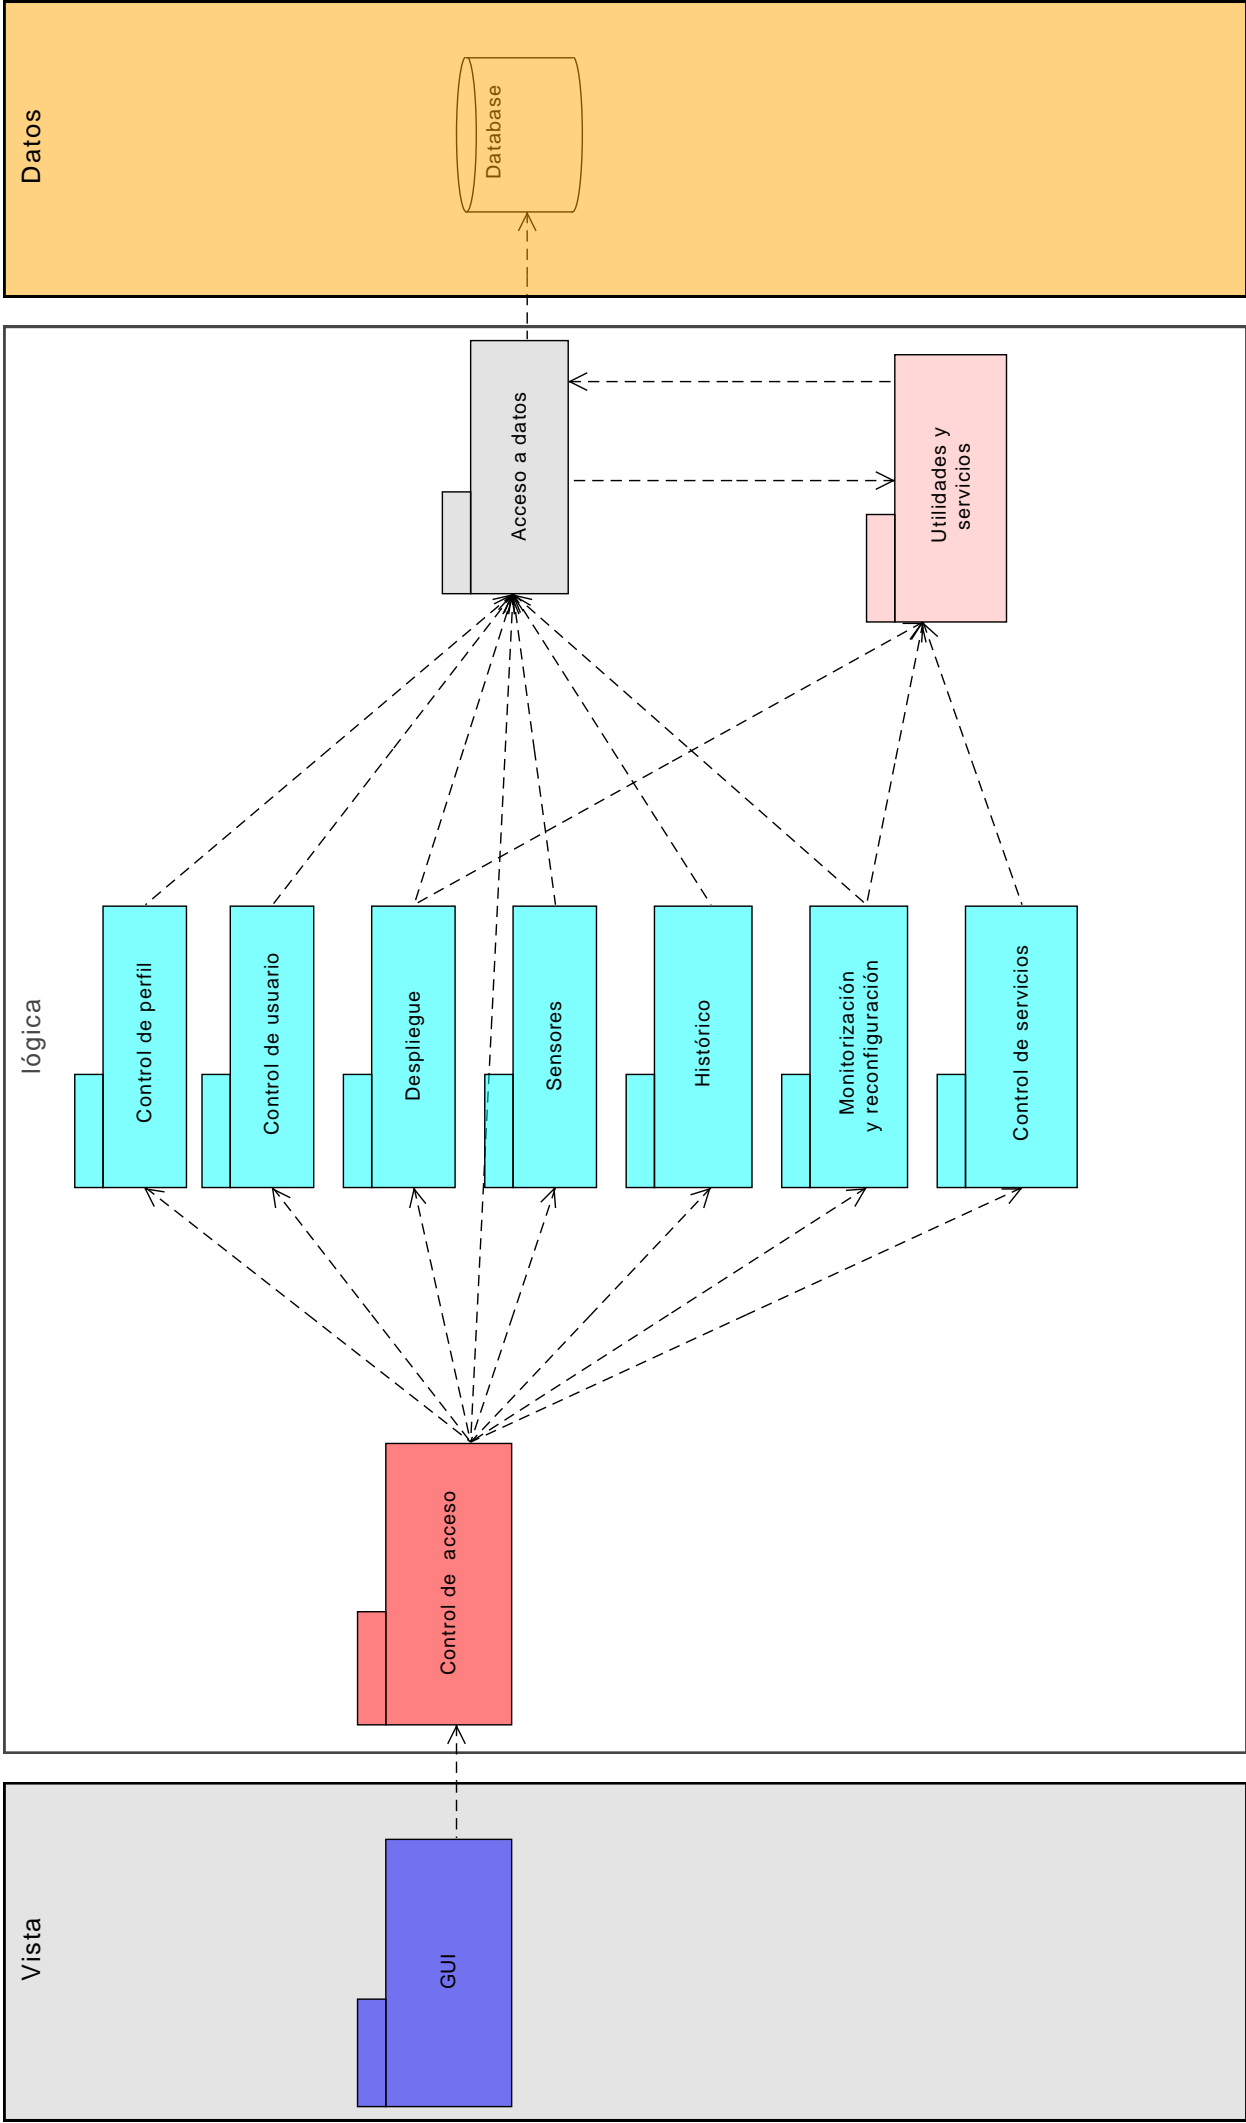 Vista
GUI
lógica
Control de acceso
Control de perfil
Control de usuario
Despliegue
Sensores
Histórico
Monitorización
y reconfiguración
Control de servicios
Acceso a datos
Utilidades y
servicios
Datos
Database